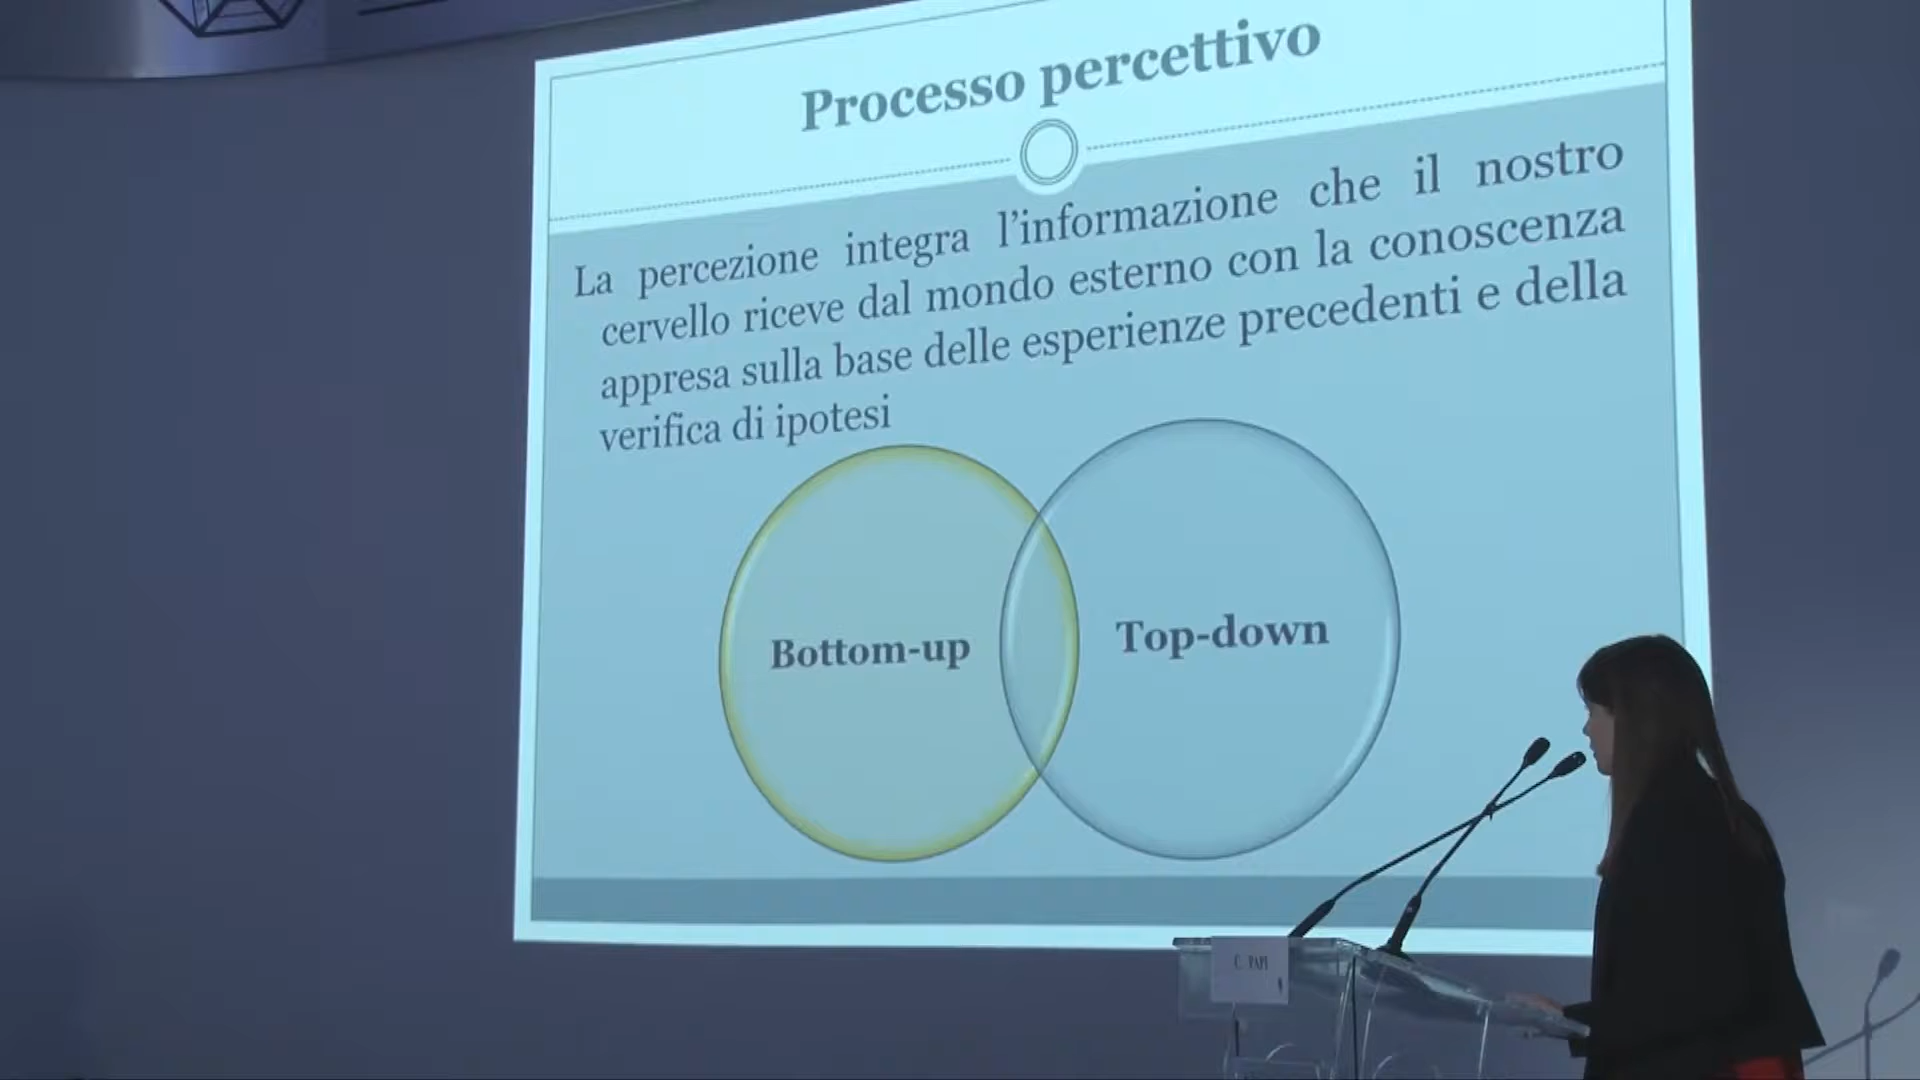 Processo percettivo
La percezione integra l'informazione che il nostro
cervello riceve dal mondo esterno con la conoscenza
appresa sulla base delle esperienze precedenti e della
verifica di ipotesi
Bottom-up
Top-down
C. PAPI